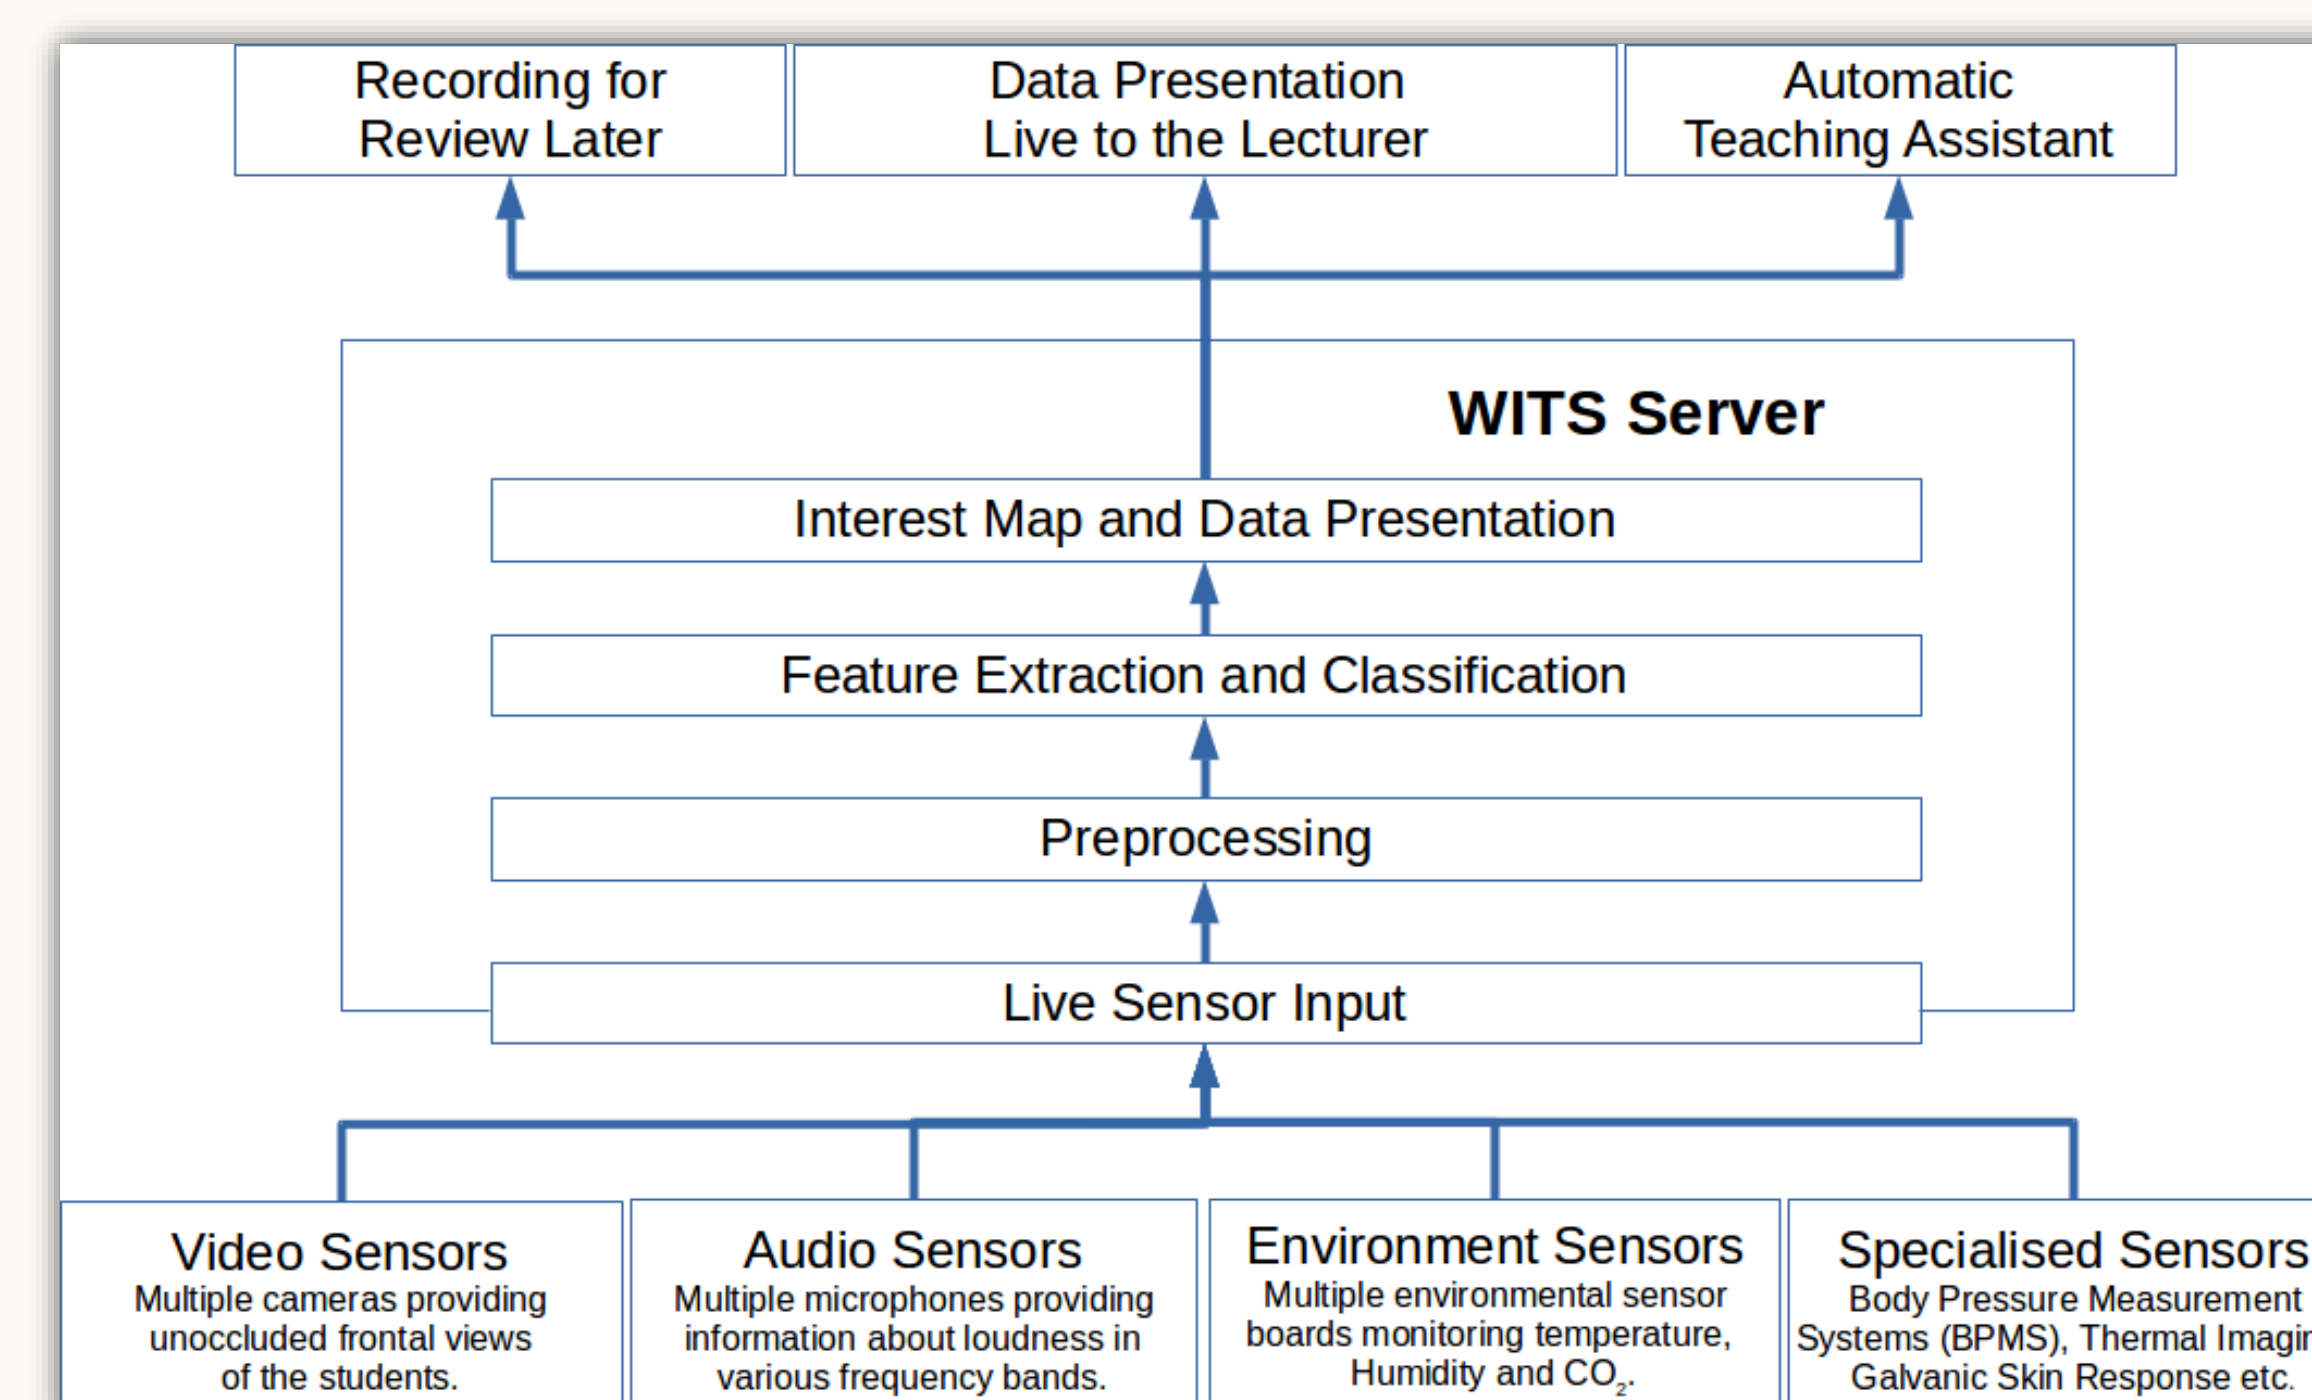 Recording for
Review Later
Data Presentation
Live to the Lecturer
Automatic
Teaching Assistant
WITS Server
Interest Map and Data Presentation
Feature Extraction and Classification
Preprocessing
Live Sensor Input
Video Sensors
Multiple cameras providing
unoccluded frontal views
of the students.
Audio Sensors
Multiple microphones providing
information about loudness in
various frequency bands.
Environment Sensors
Multiple environmental sensor
boards monitoring temperature,
Humidity and CO₂.
Specialised Sensors
Body Pressure Measurement
Systems (BPMS), Thermal
Galvanic Skin Response etc.